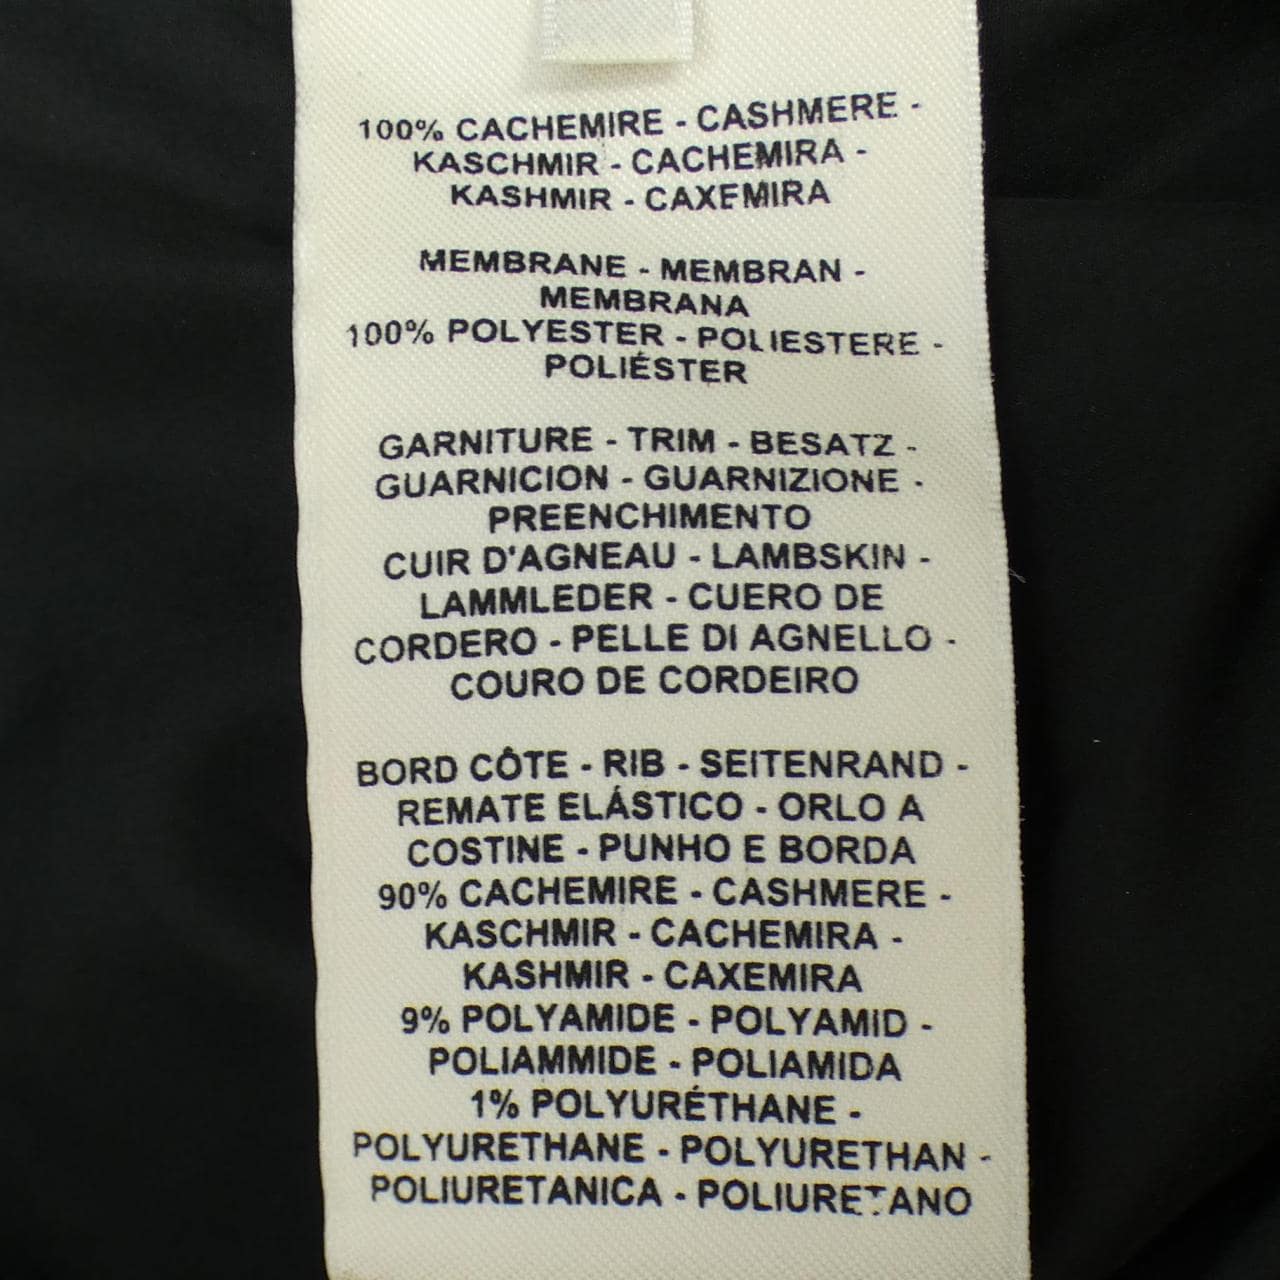 100% CACHEMIRE - CASHMERE -
KASCHMIR - CACHEMIRA -
KASHMIR - CAXEMIRA
MEMBRANE - MEMBRAN -
MEMBRANA
100% POLYESTER - POLIESTERE -
POLIÉSTER
GARNITURE - TRIM - BESATZ -
GUARNICION - GUARNIZIONE -
PREENCHIMENTO
CUIR D'AGNEAU - LAMBSKIN -
LAMMLEDER - CUERO DE
CORDERO - PELLE DI AGNELLO -
COURO DE CORDEIRO
BORD CÔTE - RIB - SEITENRAND -
REMATE ELÁSTICO - ORLO A
COSTINE - PUNHO E BORDA
90% CACHEMIRE - CASHMERE -
KASCHMIR - CACHEMIRA -
KASHMIR - CAXEMIRA
9% POLYAMIDE - POLYAMID -
POLIAMMIDE - POLIAMIDA
1% POLYURÉTHANE -
POLYURETHANE - POLYURETHAN -
POLIURETANICA - POLIURETANO